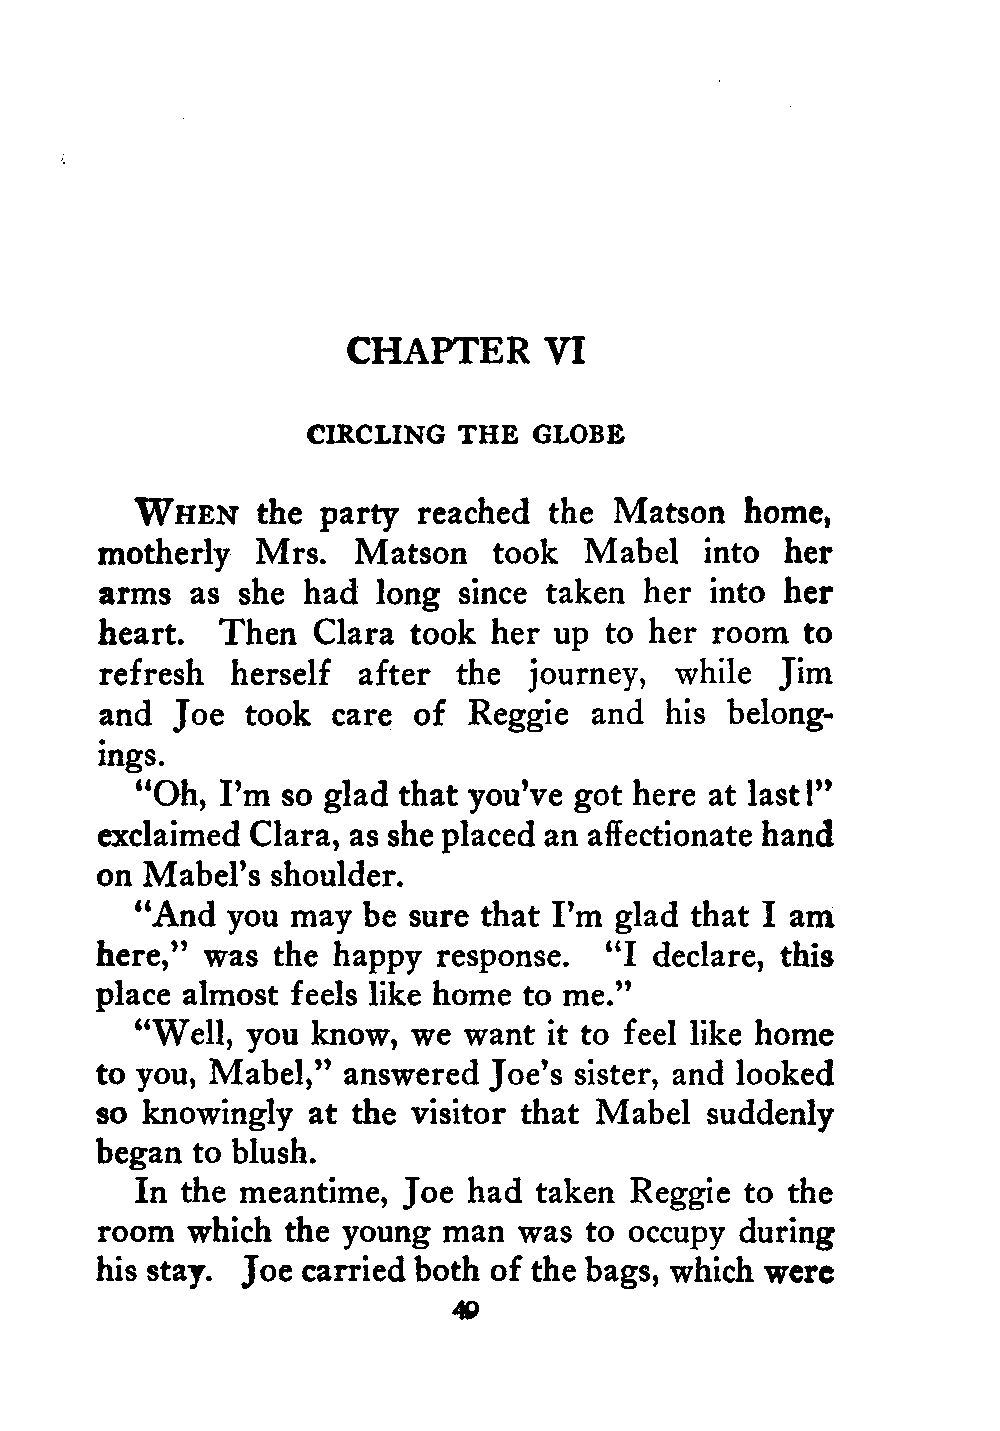 CHAPTER VI
CIRCLING THE GLOBE
WHEN the party reached the Matson home,
motherly Mrs. Matson took Mabel into her
arms as she had long since taken her into her
heart. Then Clara took her up to her room to
refresh herself after the journey, while Jim
and Joe took care of Reggie and his belong-
ings.
“Oh, I'm so glad that you've got here at last!”
exclaimed Clara, as she placed an affectionate hand
on Mabel's shoulder.
“And you may be sure that I'm glad that I am
here,” was the happy response. “I declare, this
place almost feels like home to me.”
“Well, you know, we want it to feel like home
to you, Mabel,” answered Joe's sister, and looked
so knowingly at the visitor that Mabel suddenly
began to blush.
In the meantime, Joe had taken Reggie to the
room which the young man was to occupy during
his stay. Joe carried both of the bags, which were